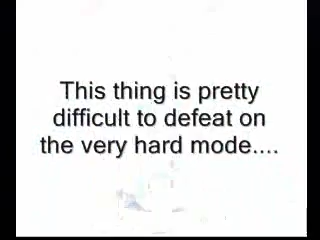 This thing is pretty
difficult to defeat on
the very hard mode....